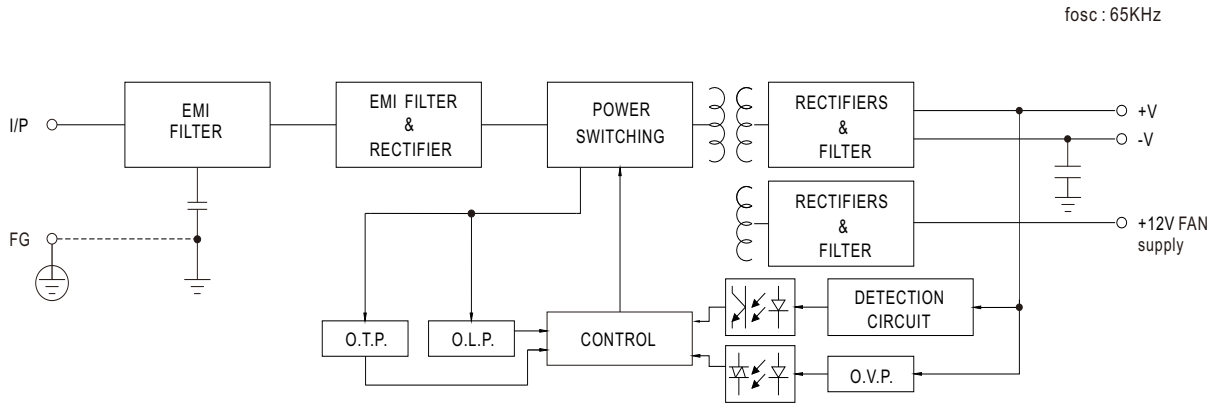 fosc : 65KHz
I/P
EMI
FILTER
EMI FILTER
&
RECTIFIER
POWER
SWITCHING
RECTIFIERS
&
FILTER
+V
-V
RECTIFIERS
&
FILTER
+12V FAN
supply
FG
O.T.P.
O.L.P.
CONTROL
DETECTION
CIRCUIT
O.V.P.